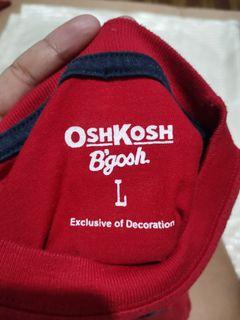 OSHKOSH
B'gosh.
L
Exclusive of Decoration